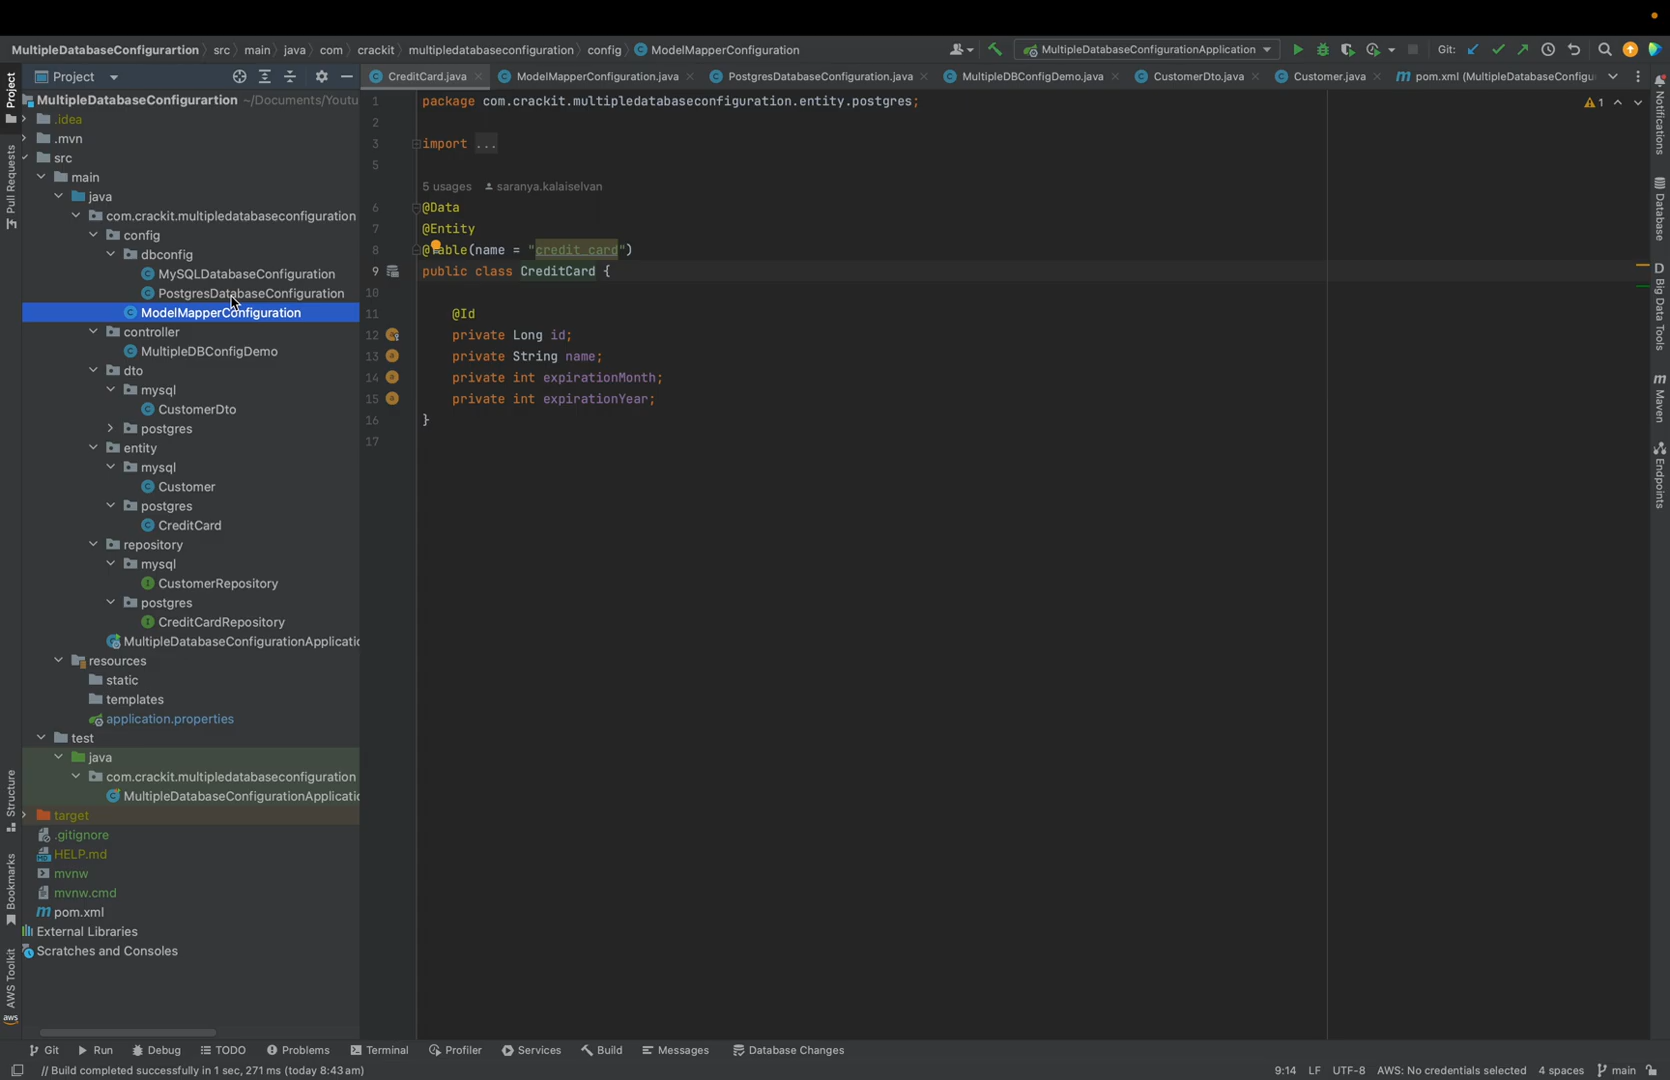 MultipleDatabaseConfigurartion
src
main
java
com
crackit
multipledatabaseconfiguration
config
ModelMapperConfiguration
MultipleDatabaseConfigurationApplication
Git:
Project
CreditCard.java
ModelMapperConfiguration.java
PostgresDatabaseConfiguration.java
MultipleDBConfigDemo.java
CustomerDto.java
Customer.java
pom.xml (MultipleDatabaseConfigu
MultipleDatabaseConfigurartion ~/Documents/Youtu
.idea
.mvn
src
main
java
com.crackit.multipledatabaseconfiguration
config
dbconfig
MySQLDatabaseConfiguration
PostgresDatabaseConfiguration
ModelMapperConfiguration
controller
MultipleDBConfigDemo
dto
mysql
CustomerDto
postgres
entity
mysql
Customer
postgres
CreditCard
repository
mysql
CustomerRepository
postgres
CreditCardRepository
MultipleDatabaseConfigurationApplicatio
resources
static
templates
application.properties
test
java
com.crackit.multipledatabaseconfiguration
MultipleDatabaseConfigurationApplicatio
target
.gitignore
HELP.md
mvnw
mvnw.cmd
pom.xml
External Libraries
Scratches and Consoles
1 package com.crackit.multipledatabaseconfiguration.entity.postgres;
2
3 import ...
5
5 usages saranya.kalaiselvan
6 @Data
7 @Entity
8 @Table(name = "credit_card")
9 public class CreditCard {
10
11 @Id
12 private Long id;
13 private String name;
14 private int expirationMonth;
15 private int expirationYear;
16 }
17
1
Project
Pull Requests
Structure
Bookmarks
AWS Toolkit
aws
Notifications
Database
D Big Data Tools
m Maven
Endpoints
Git
Run
Debug
TODO
Problems
Terminal
Profiler
Services
Build
Messages
Database Changes
// Build completed successfully in 1 sec, 271 ms (today 8:43 am)
9:14 LF UTF-8 AWS: No credentials selected 4 spaces main